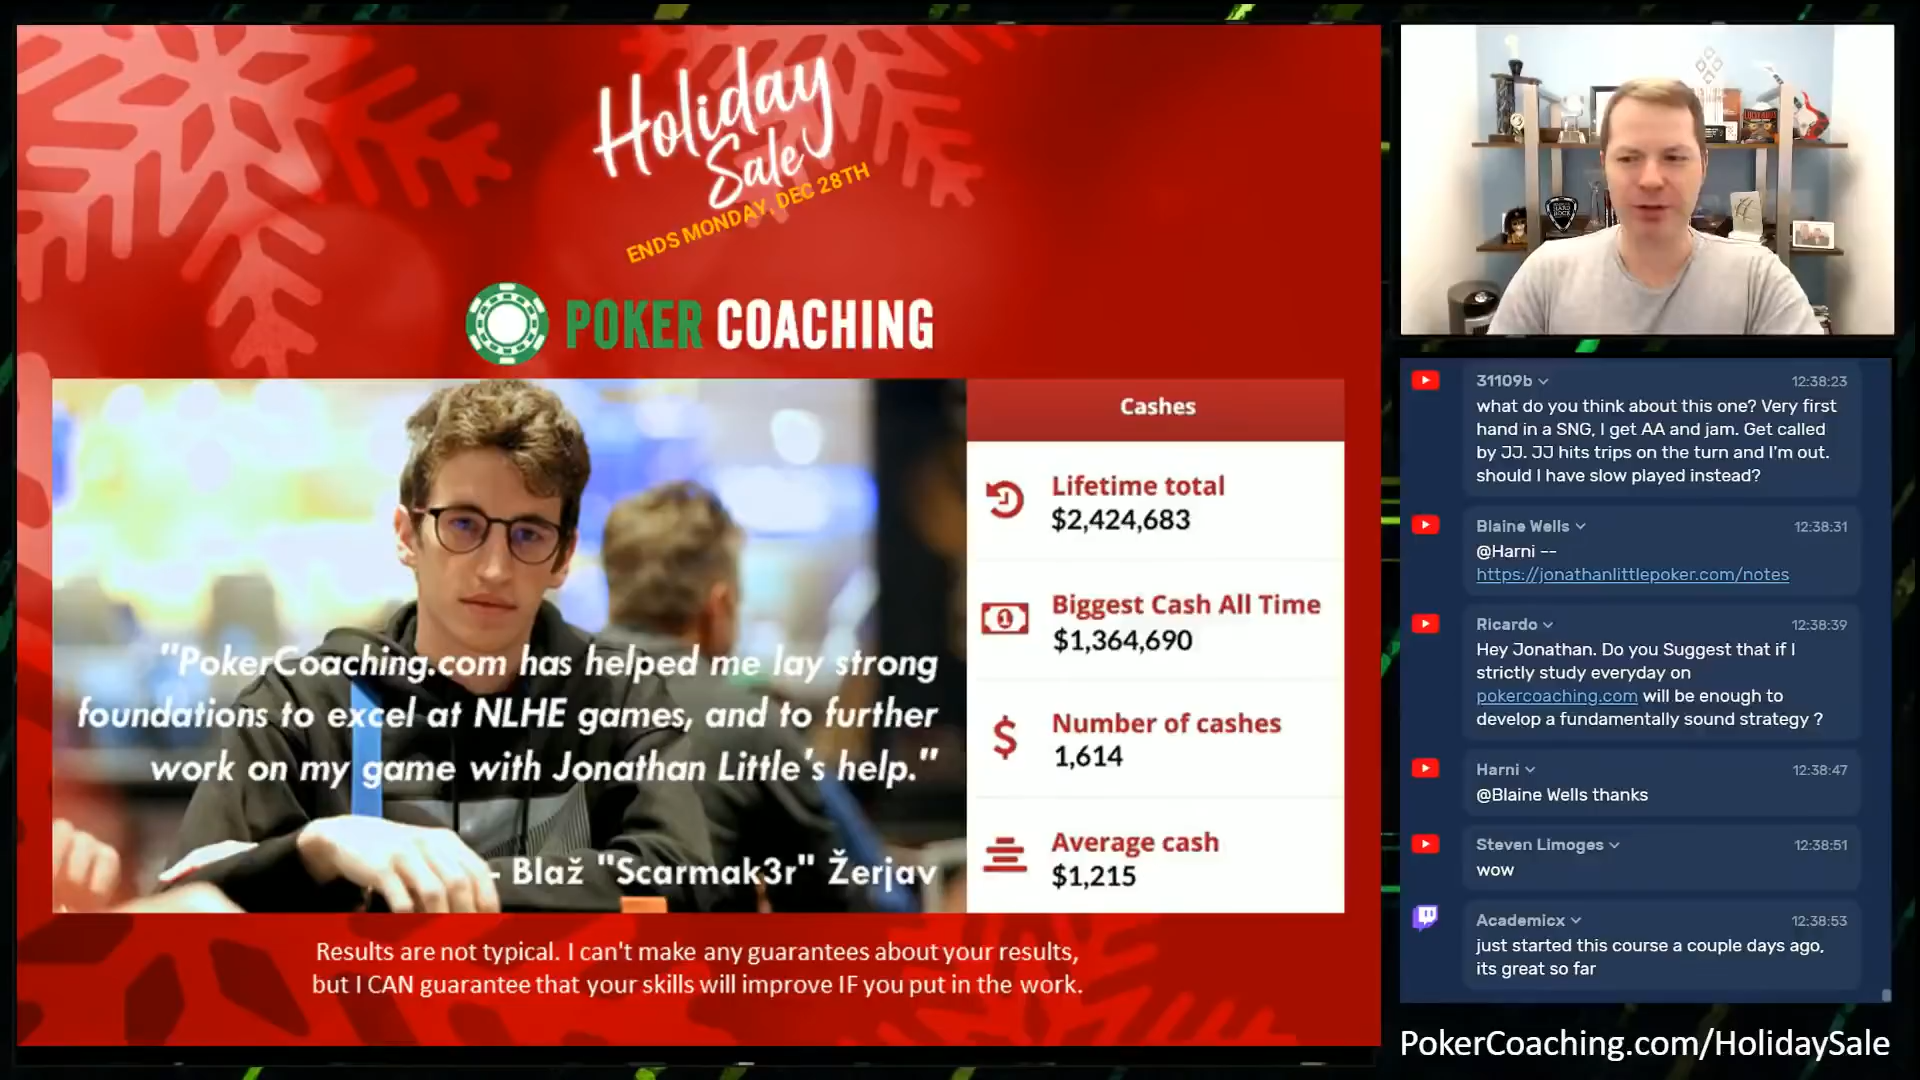 Holiday
Sale
ENDS MONDAY, DEC 28TH
POKER COACHING
"PokerCoaching.com has helped me lay strong
foundations to excel at NLHE games, and to further
work on my game with Jonathan Little's help."
- Blaž "Scarmak3r" Žerjav
Cashes
Lifetime total
$2,424,683
Biggest Cash All Time
$1,364,690
Number of cashes
1,614
Average cash
$1,215
Results are not typical. I can't make any guarantees about your results,
but I CAN guarantee that your skills will improve IF you put in the work.
31109b 12:38:23
what do you think about this one? Very first
hand in a SNG, I get AA and jam. Get called
by JJ. JJ hits trips on the turn and I'm out.
should I have slow played instead?
Blaine Wells 12:38:31
@Harni --
https://jonathanlittlepoker.com/notes
Ricardo 12:38:39
Hey Jonathan. Do you Suggest that if I
strictly study everyday on
pokercoaching.com will be enough to
develop a fundamentally sound strategy ?
Harni 12:38:47
@Blaine Wells thanks
Steven Limoges 12:38:51
wow
Academicx 12:38:53
just started this course a couple days ago,
its great so far
PokerCoaching.com/HolidaySale